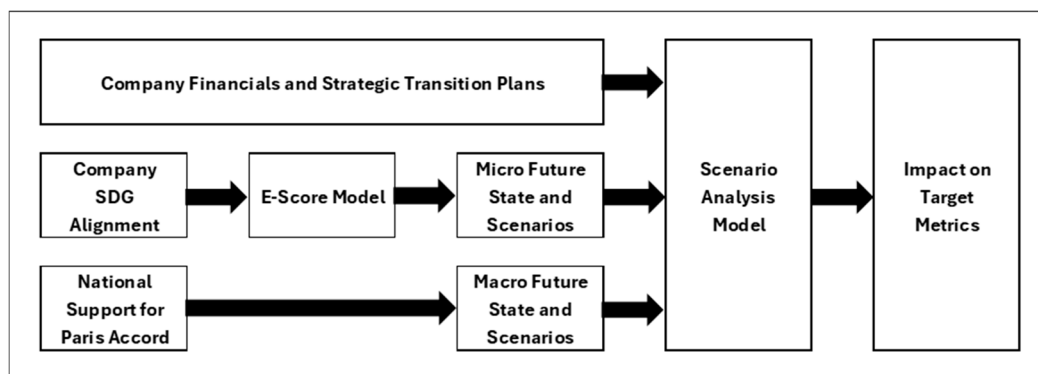 Company Financials and Strategic Transition Plans
Company
SDG
Alignment
E-Score Model
Micro Future
State and
Scenarios
National
Support for
Paris Accord
Macro Future
State and
Scenarios
Scenario
Analysis
Model
Impact on
Target
Metrics